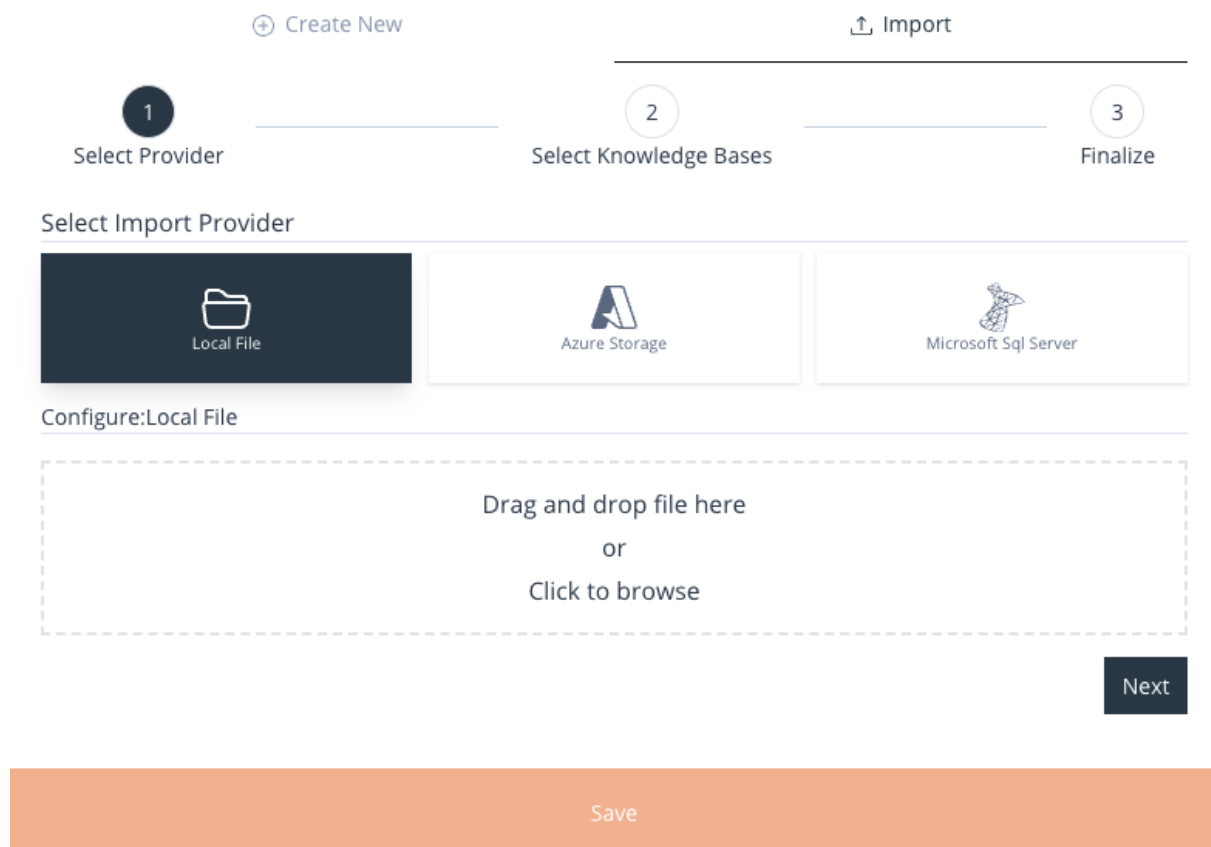 Create New
Import
1
2
3
Select Provider
Select Knowledge Bases
Finalize
Select Import Provider
Local File
Azure Storage
Microsoft Sql Server
Configure:Local File
Drag and drop file here
or
Click to browse
Next
Save